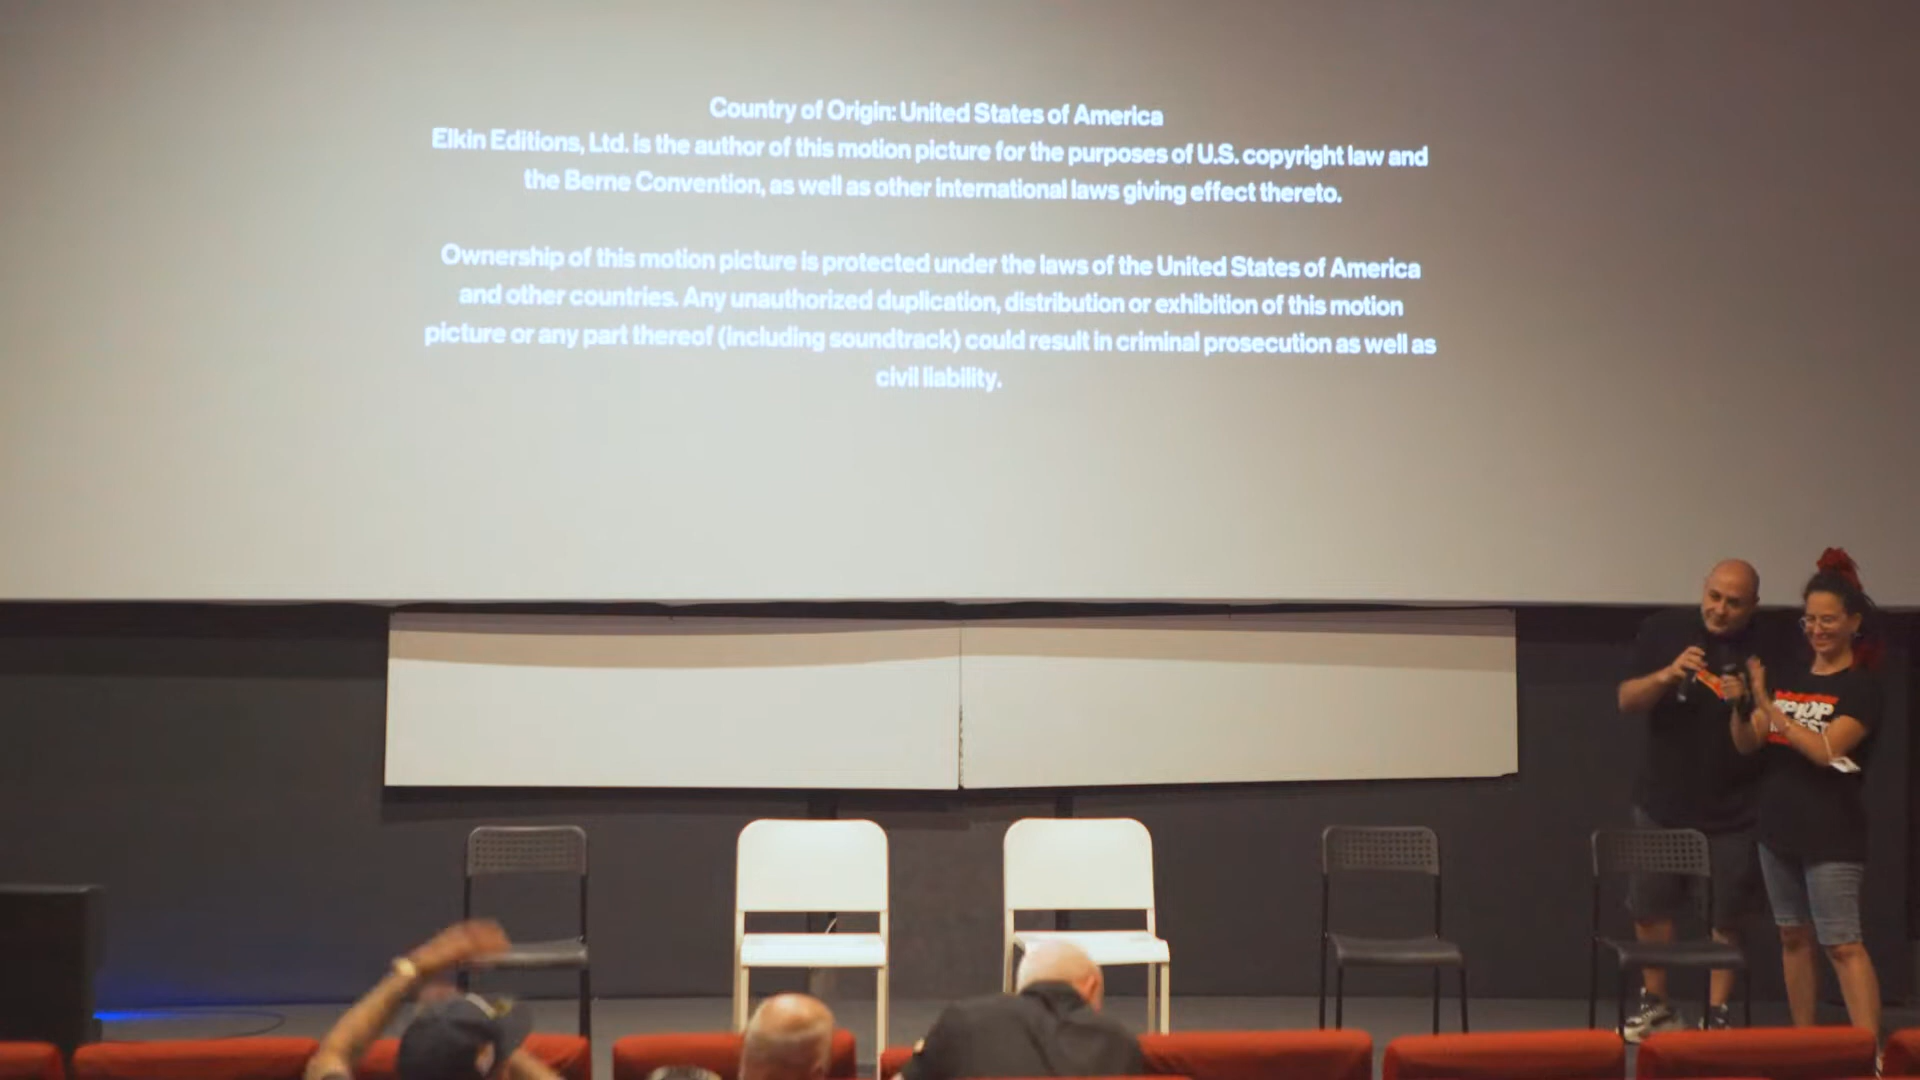 Country of Origin: United States of America
Elkin Editions, Ltd. is the author of this motion picture for the purposes of U.S. copyright law and
the Berne Convention, as well as other international laws giving effect thereto.
Ownership of this motion picture is protected under the laws of the United States of America
and other countries. Any unauthorized duplication, distribution or exhibition of this motion
picture or any part thereof (including soundtrack) could result in criminal prosecution as well as
civil liability.